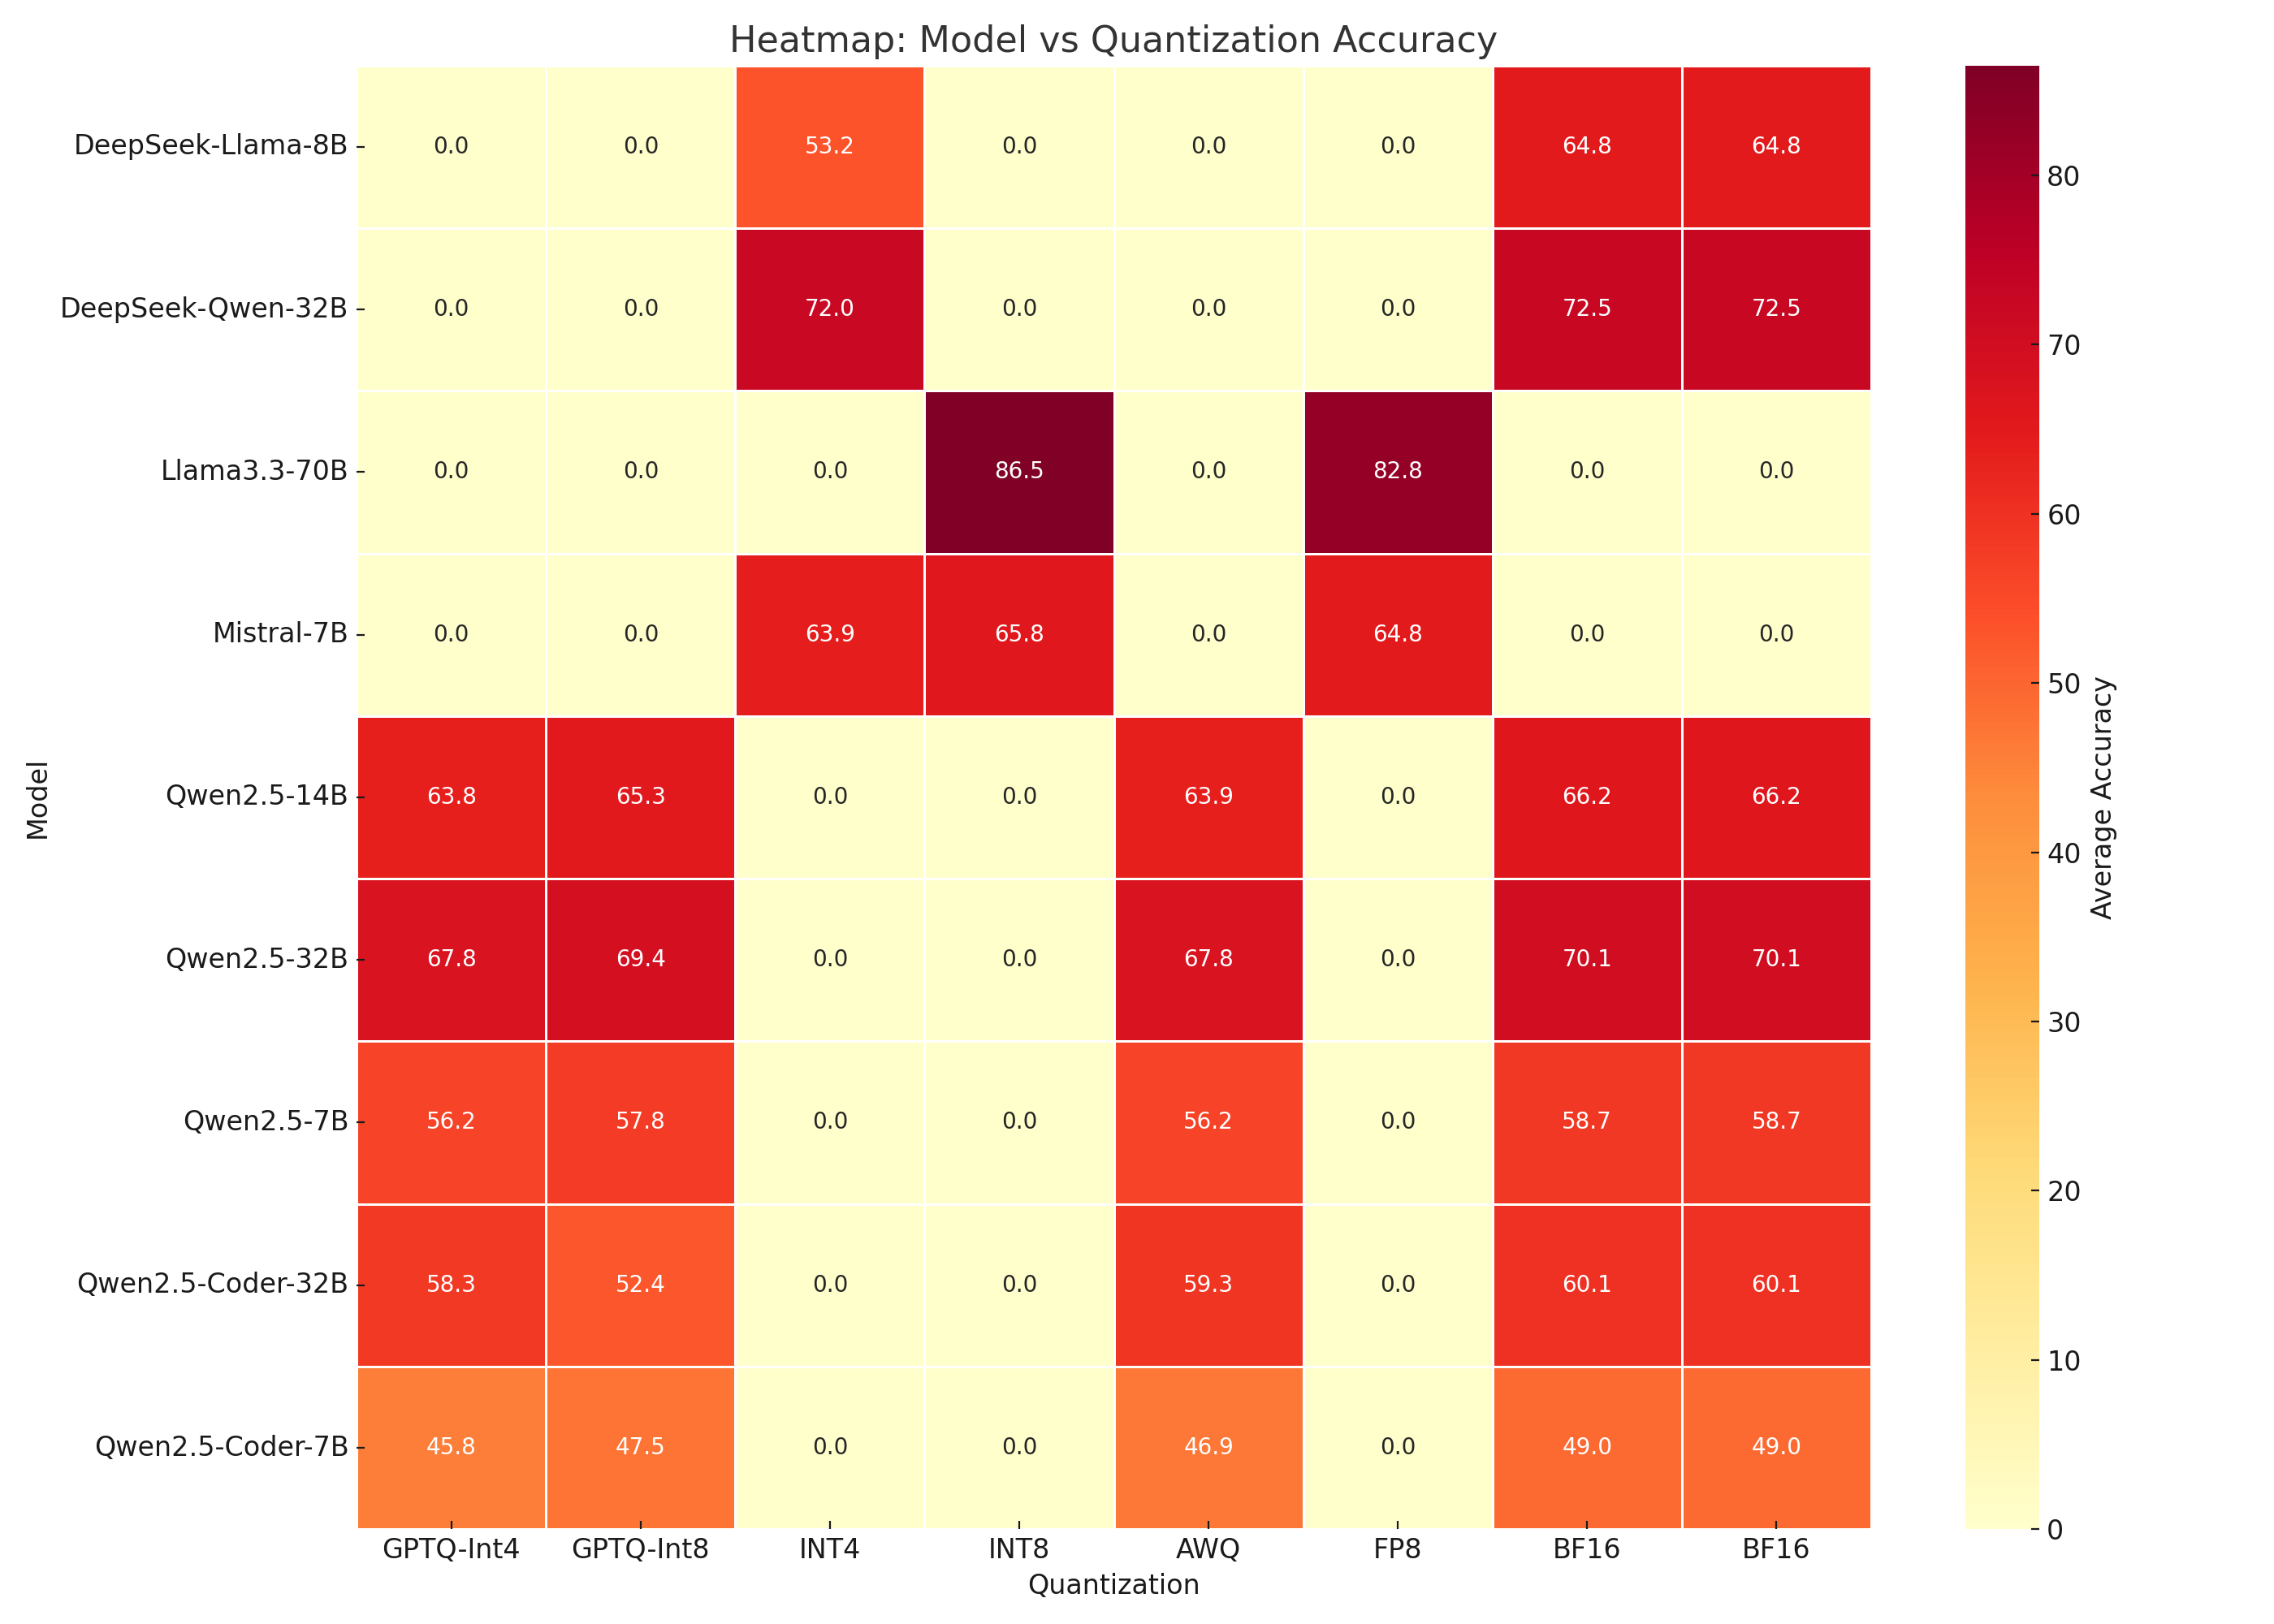 Heatmap: Model vs Quantization Accuracy
DeepSeek-Llama-8B 0.0 0.0 53.2 0.0 0.0 0.0 64.8 64.8
DeepSeek-Qwen-32B 0.0 0.0 72.0 0.0 0.0 0.0 72.5 72.5
Llama3.3-70B 0.0 0.0 0.0 86.5 0.0 82.8 0.0 0.0
Mistral-7B 0.0 0.0 63.9 65.8 0.0 64.8 0.0 0.0
Qwen2.5-14B 63.8 65.3 0.0 0.0 63.9 0.0 66.2 66.2
Qwen2.5-32B 67.8 69.4 0.0 0.0 67.8 0.0 70.1 70.1
Qwen2.5-7B 56.2 57.8 0.0 0.0 56.2 0.0 58.7 58.7
Qwen2.5-Coder-32B 58.3 52.4 0.0 0.0 59.3 0.0 60.1 60.1
Qwen2.5-Coder-7B 45.8 47.5 0.0 0.0 46.9 0.0 49.0 49.0
GPTQ-Int4 GPTQ-Int8 INT4 INT8 AWQ FP8 BF16 BF16
Quantization
Model
80
70
60
50
40
30
20
10
0
Average Accuracy